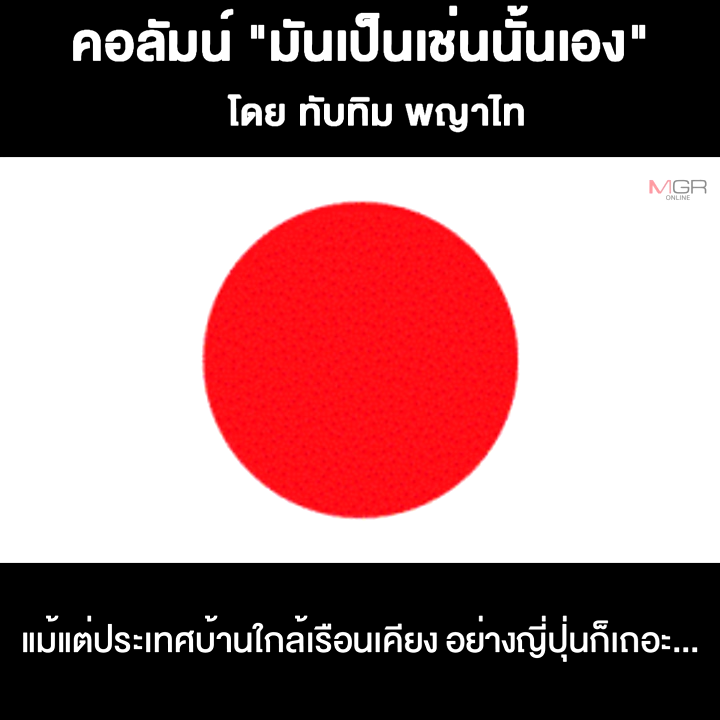 คอลัมน์ "มันเป็นเช่นนั้นเอง"
โดย ทับทิม พญาไท
MGR
ONLINE
แม้แต่ประเทศบ้านใกล้เรือนเคียง อย่างญี่ปุ่นก็เถอะ...